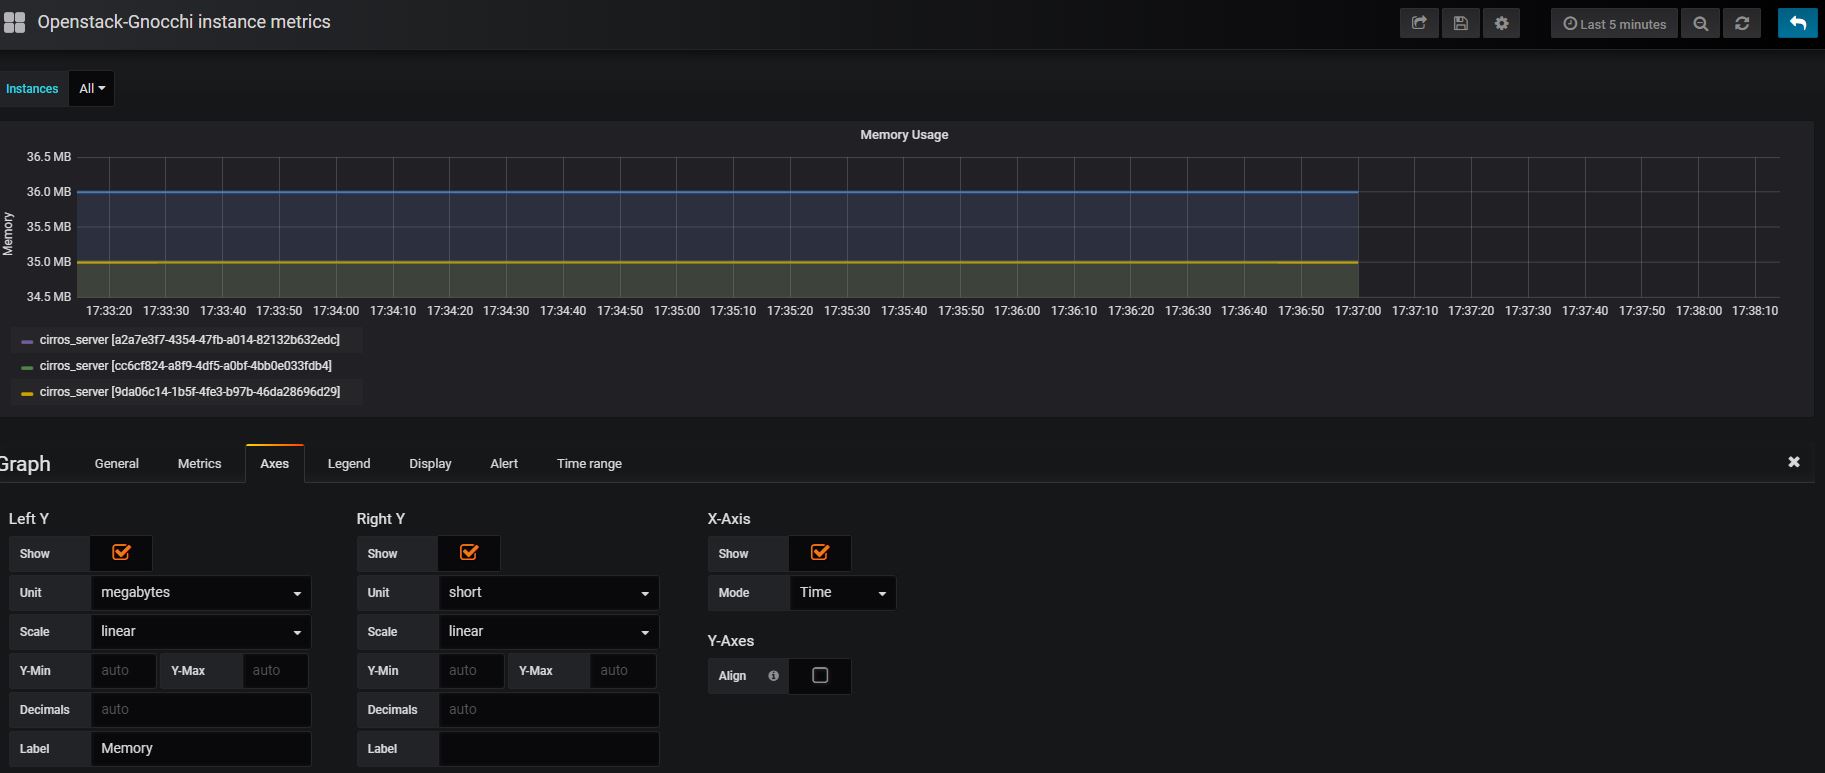 Openstack-Gnocchi instance metrics
Last 5 minutes
Instances All
Memory Usage
36.5 MB
36.0 MB
35.5 MB
35.0 MB
34.5 MB
Memory
17:33:20 17:33:30 17:33:40 17:33:50 17:34:00 17:34:10 17:34:20 17:34:30 17:34:40 17:34:50 17:35:00 17:35:10 17:35:20 17:35:30 17:35:40 17:35:50 17:36:00 17:36:10 17:36:20 17:36:30 17:36:40 17:36:50 17:37:00 17:37:10 17:37:20 17:37:30 17:37:40 17:37:50 17:38:00 17:38:10
cirros_server [a2a7e3f7-4354-47fb-a014-82132b632edc]
cirros_server [cc6cf824-a8f9-4df5-a0bf-4bb0e033fdb4]
cirros_server [9da06c14-1b5f-4fe3-b97b-46da28696d29]
Graph General Metrics Axes Legend Display Alert Time range
Left Y
Show
Unit megabytes
Scale linear
Y-Min auto Y-Max auto
Decimals auto
Label Memory
Right Y
Show
Unit short
Scale linear
Y-Min auto Y-Max auto
Decimals auto
Label
X-Axis
Show
Mode Time
Y-Axes
Align